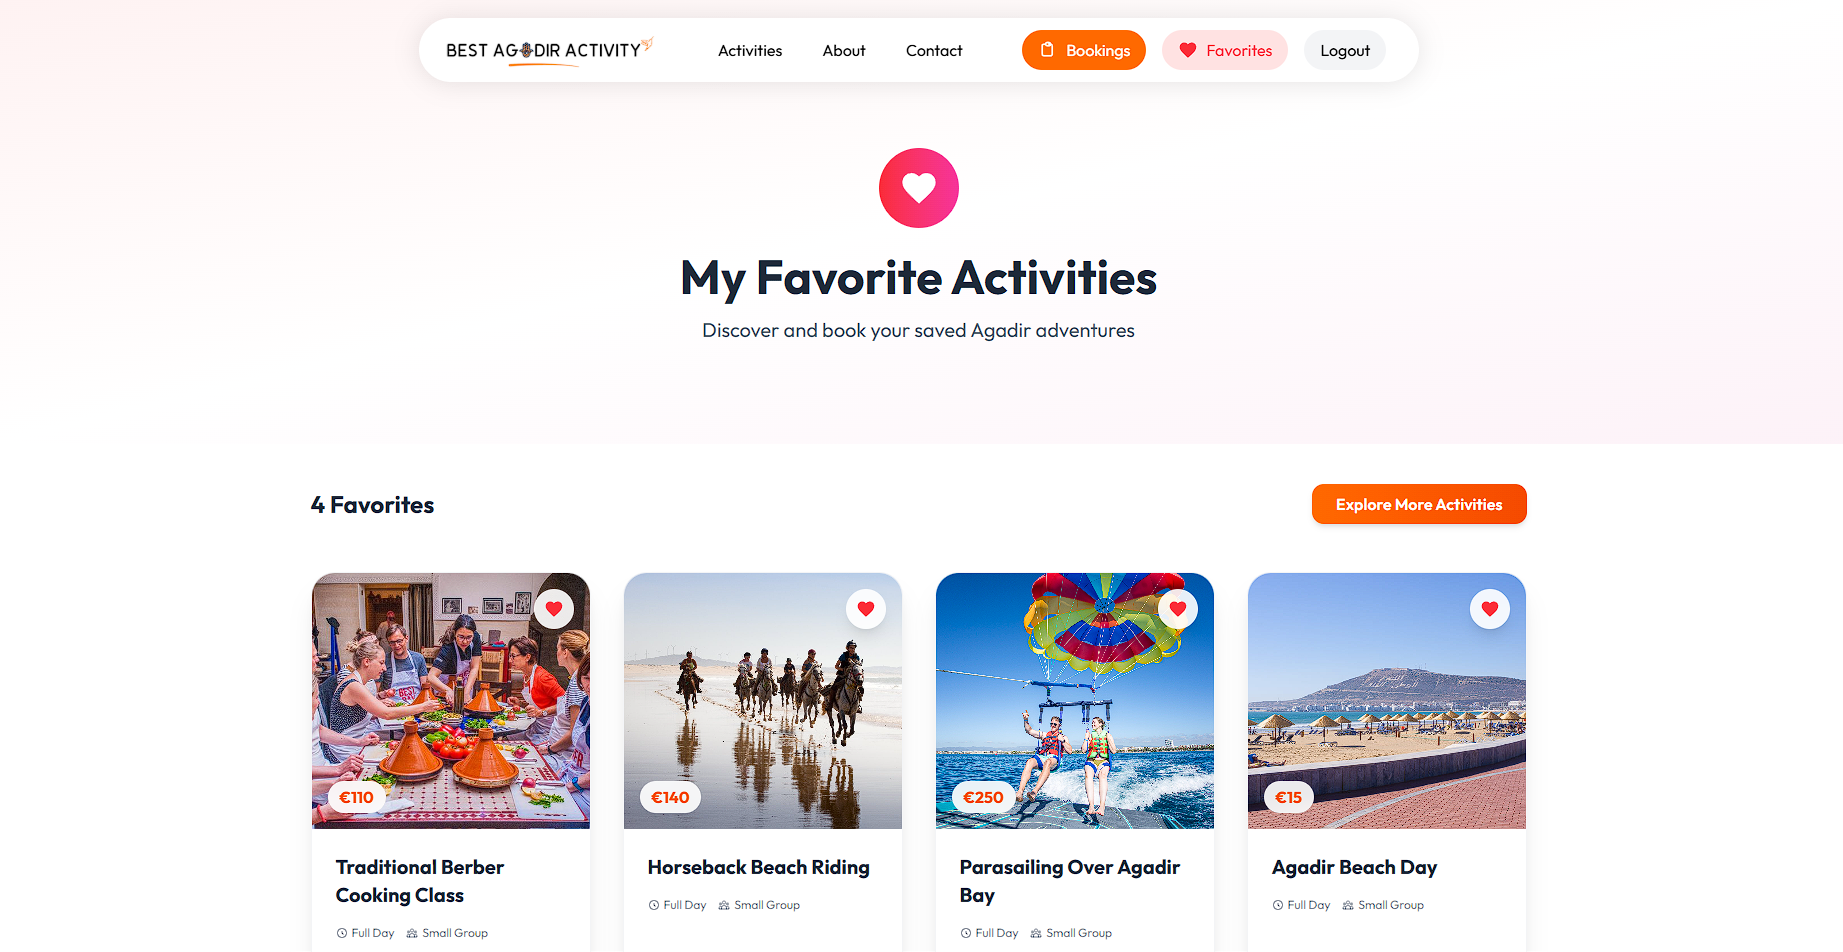 BEST AGADIR ACTIVITY
Activities
About
Contact
Bookings
Favorites
Logout
My Favorite Activities
Discover and book your saved Agadir adventures
4 Favorites
Explore More Activities
€110
€140
€250
€15
Traditional Berber
Cooking Class
Full Day
Small Group
Horseback Beach Riding
Full Day
Small Group
Parasailing Over Agadir
Bay
Full Day
Small Group
Agadir Beach Day
Full Day
Small Group